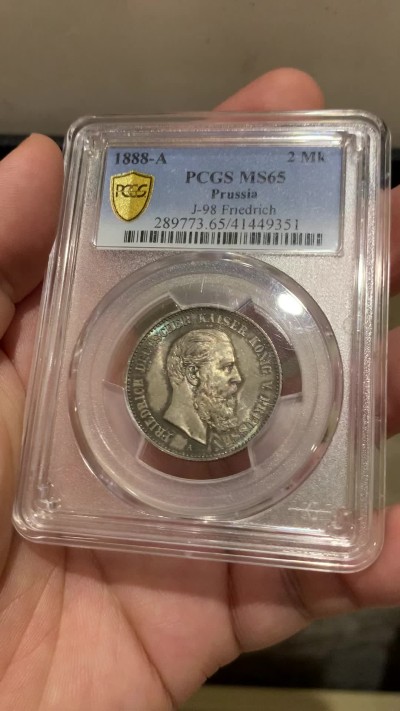 1888-A 2 Mk
PCGS PCGS MS65
Prussia
J-98 Friedrich
289773.65/41449351
FRIEDRICH DEUTSCHER KAISER KÖNIG V. PREUSSEN
A